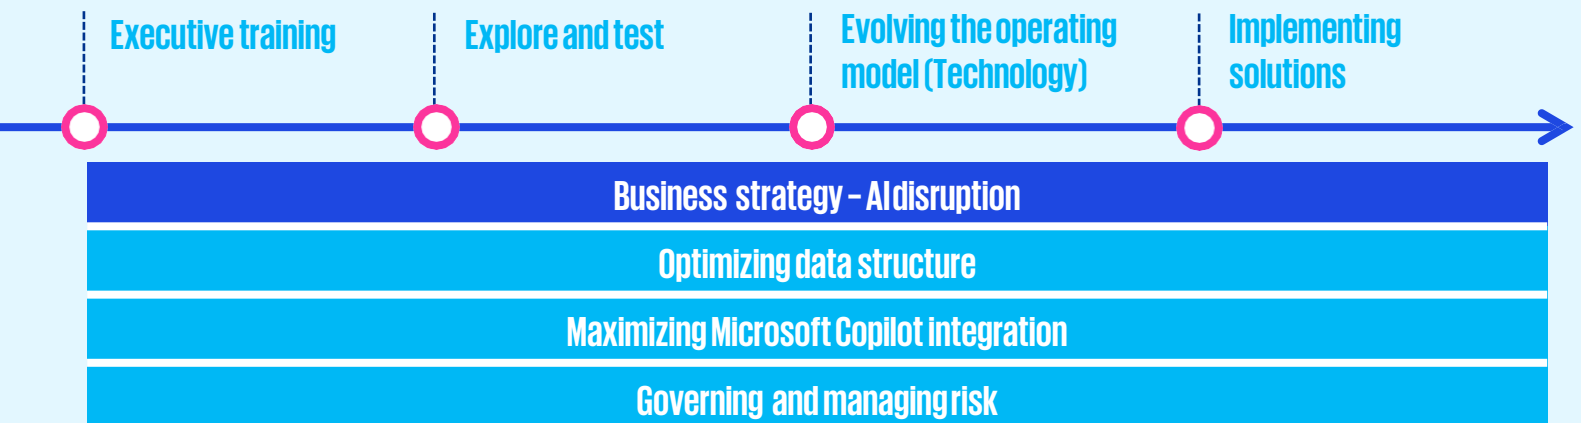 Executive training
Explore and test
Evolving the operating
model (Technology)
Implementing
solutions
Business strategy – AI disruption
Optimizing data structure
Maximizing Microsoft Copilot integration
Governing and managing risk